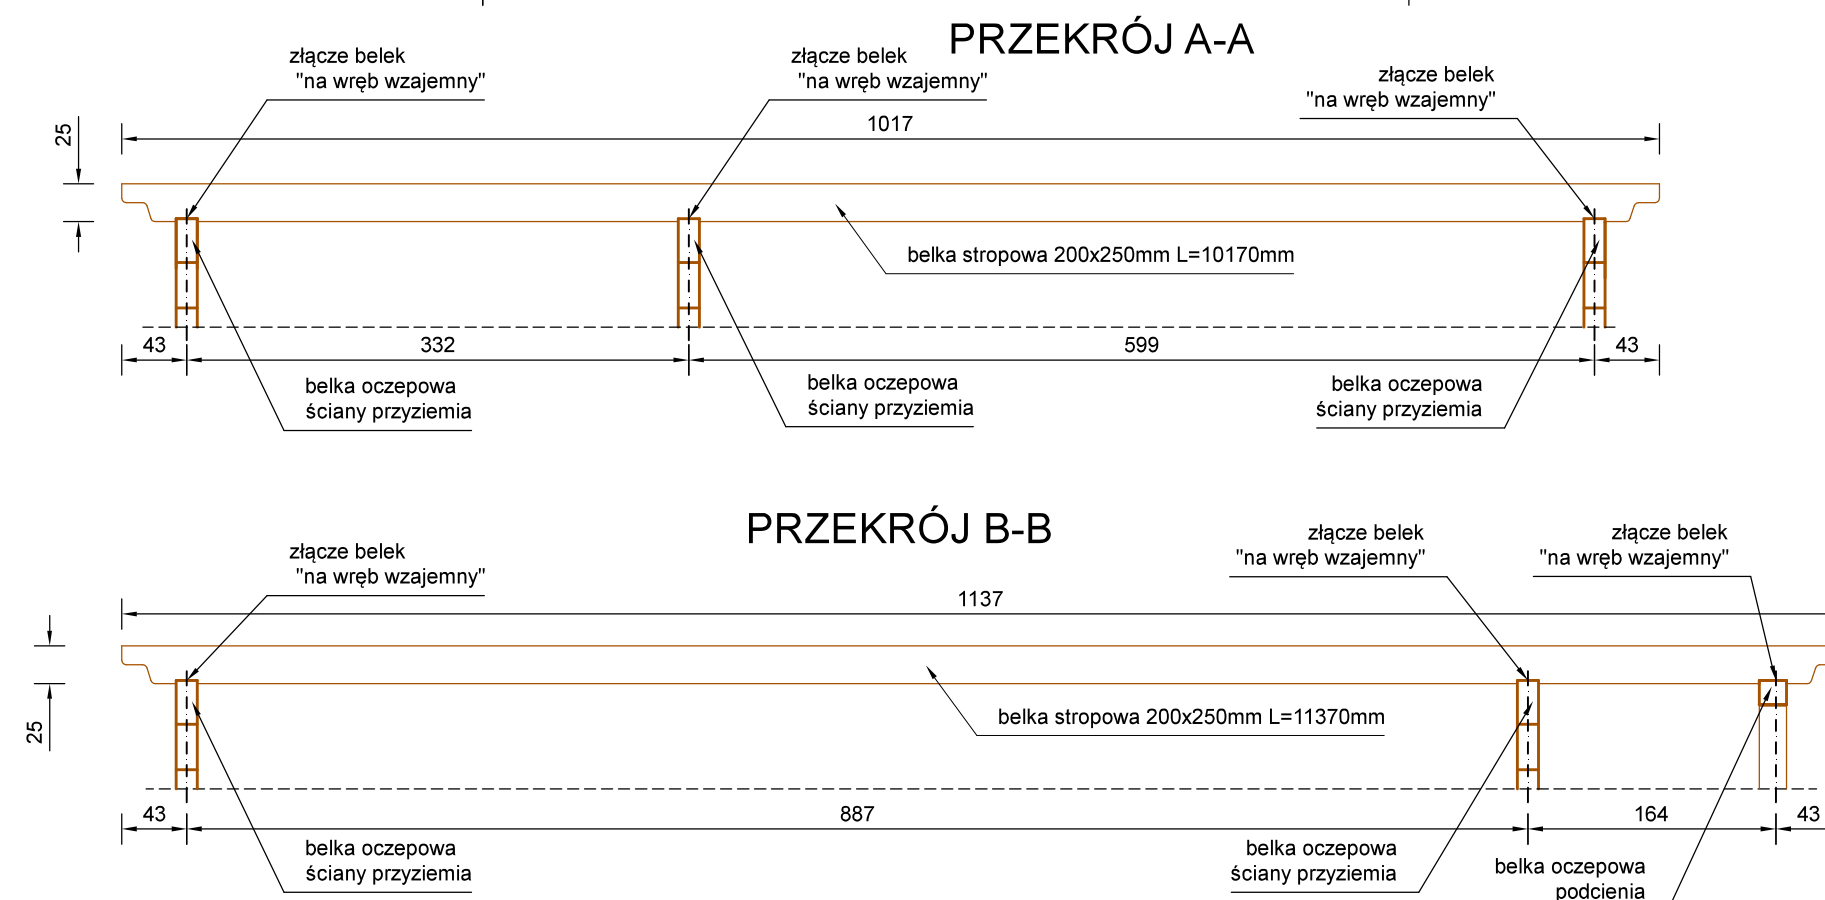 PRZEKRÓJ A-A
złącze belek
"na wręb wzajemny"
złącze belek
"na wręb wzajemny"
złącze belek
"na wręb wzajemny"
25
1017
belka stropowa 200x250mm L=10170mm
43
332
599
43
belka oczepowa
ściany przyziemia
belka oczepowa
ściany przyziemia
belka oczepowa
ściany przyziemia
PRZEKRÓJ B-B
złącze belek
"na wręb wzajemny"
złącze belek
"na wręb wzajemny"
złącze belek
"na wręb wzajemny"
1137
25
belka stropowa 200x250mm L=11370mm
43
887
164
43
belka oczepowa
ściany przyziemia
belka oczepowa
ściany przyziemia
belka oczepowa
podcienia